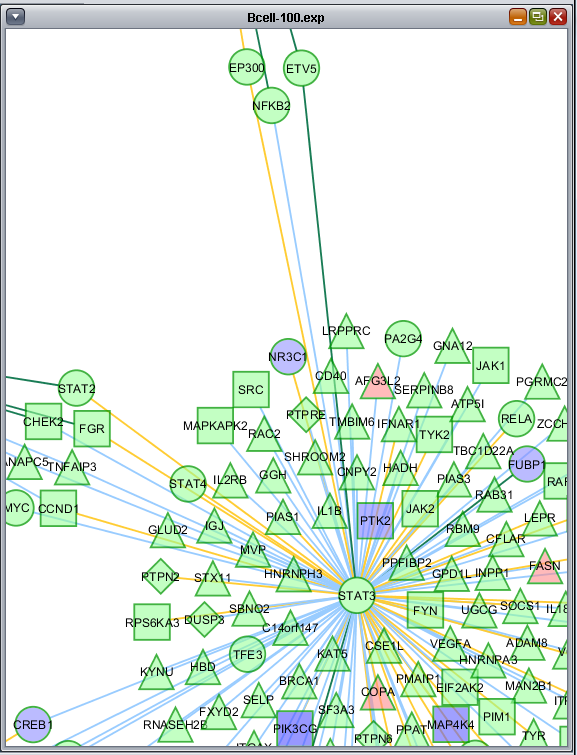 Bcell-100.exp
EP300
ETV5
NFKB2
LRPPRC
PA2G4
GNA12
NR3C1
JAK1
CD40
AFG3L2
PGRMC2
SRC
SERPINB8
ATP5I
STAT2
PTPRE
RELA
CHEK2
FGR
MAPKAPK2
RAC2
TMBIM6
IFNAR1
TYK2
ZCCH
TBC1D22A
SHROOM2
FUBP1
ANAPC5
TNFAIP3
GGH
CNPY2
HADH
STAT4
IL2RB
PIAS3
RAF
RAB31
MYC
CCND1
IL1B
JAK2
PIAS1
PTK2
LEPR
GLUD2
IGJ
RBM9
CFLAR
MVP
PPFIBP2
FASN
PTPN2
STX11
HNRNPH3
GPD1L
INPP1
STAT3
SBNO2
FYN
UGCG
SOCS1
IL18
RPS6KA3
DUSP3
C14orf147
TFE3
KAT5
CSE1L
VEGFA
ADAM8
HNRNPA3
KYNU
HBD
BRCA1
PMAIP1
EIF2AK2
MAN2B1
COPA
SELP
FXYD2
SF3A3
PIM1
CREB1
RNASEH2B
PIK3CG
PPAT
MAP4K4
PTPN6
TYR
ITGAX